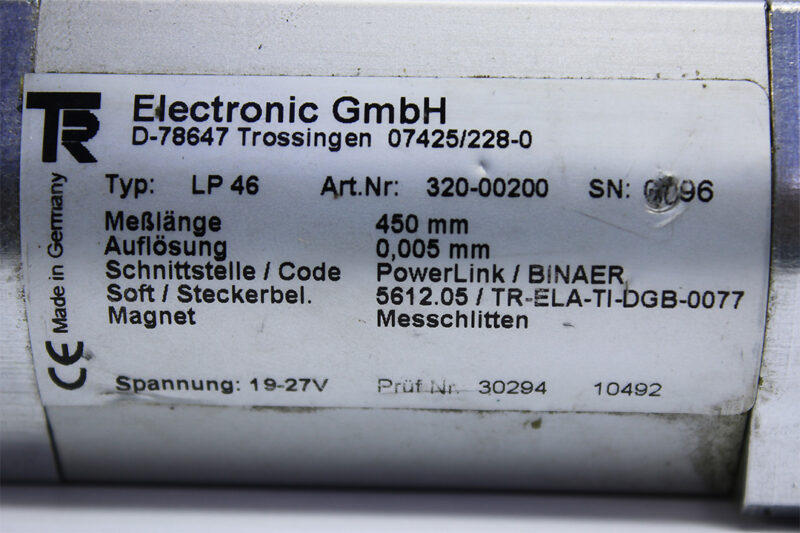 TR Electronic GmbH
D-78647 Trossingen 07425/228-0
Typ: LP 46 Art.Nr: 320-00200 SN: 96
Meßlänge 450 mm
Auflösung 0,005 mm
Schnittstelle / Code PowerLink / BINAER
Soft / Steckerbel. 5612.05 / TR-ELA-TI-DGB-0077
Magnet Messchlitten
Spannung: 19-27V Prüf Nr. 30294 10492
Made in Germany
CE